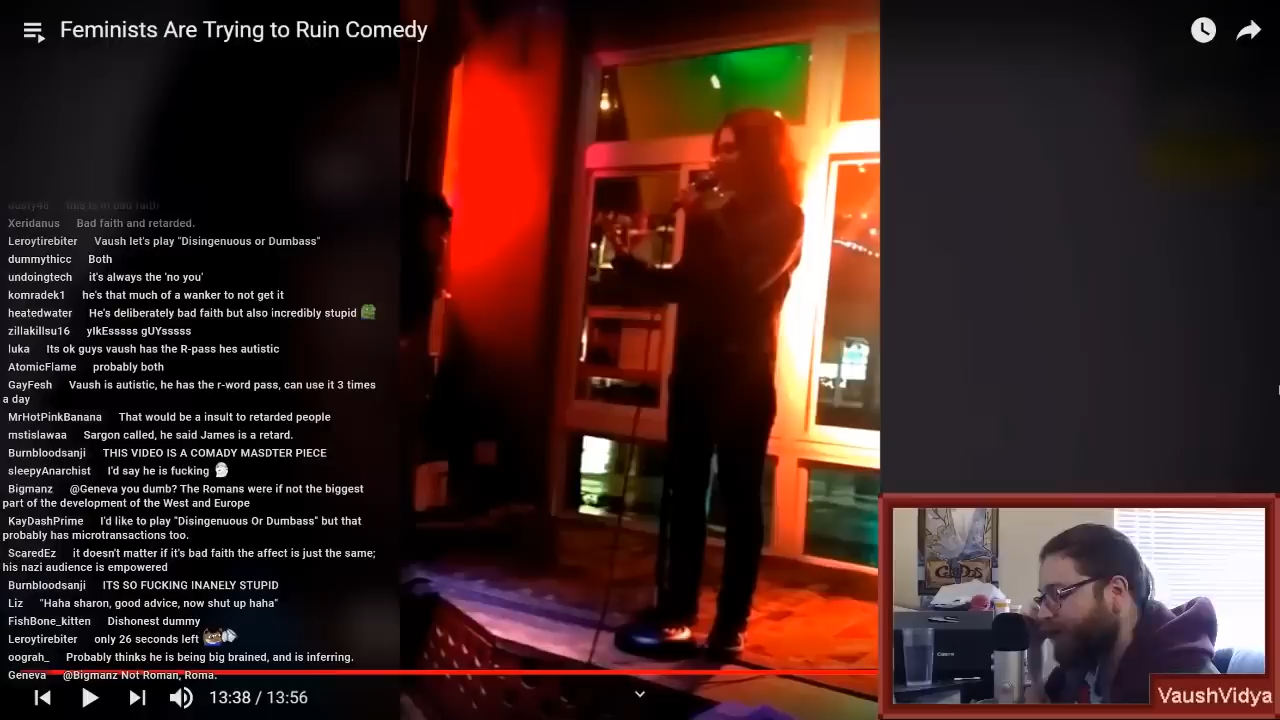 Feminists Are Trying to Ruin Comedy
dusty48 this is in bad faith
Xeridanus Bad faith and retarded.
Leroytirebiter Vaush let's play "Disingenuous or Dumbass"
dummythicc Both
undoingtech it's always the 'no you'
komradek1 he's that much of a wanker to not get it
heatedwater He's deliberately bad faith but also incredibly stupid
zillakillsu16 yIkEsssss gUYsssss
luka Its ok guys vaush has the R-pass hes autistic
AtomicFlame probably both
GayFesh Vaush is autistic, he has the r-word pass, can use it 3 times
a day
MrHotPinkBanana That would be a insult to retarded people
mstislawaa Sargon called, he said James is a retard.
Burnbloodsanji THIS VIDEO IS A COMADY MASDTER PIECE
sleepyAnarchist I'd say he is fucking
Bigmanz @Geneva you dumb? The Romans were if not the biggest
part of the development of the West and Europe
KayDashPrime I'd like to play "Disingenuous Or Dumbass" but that
probably has microtransactions too.
ScaredEz it doesn't matter if it's bad faith the affect is just the same;
his nazi audience is empowered
Burnbloodsanji ITS SO FUCKING INANELY STUPID
Liz "Haha sharon, good advice, now shut up haha"
FishBone_kitten Dishonest dummy
Leroytirebiter only 26 seconds left
oograh_ Probably thinks he is being big brained, and is inferring.
Geneva @Bigmanz Not Roman, Roma.
13:38 / 13:56
VaushVidya